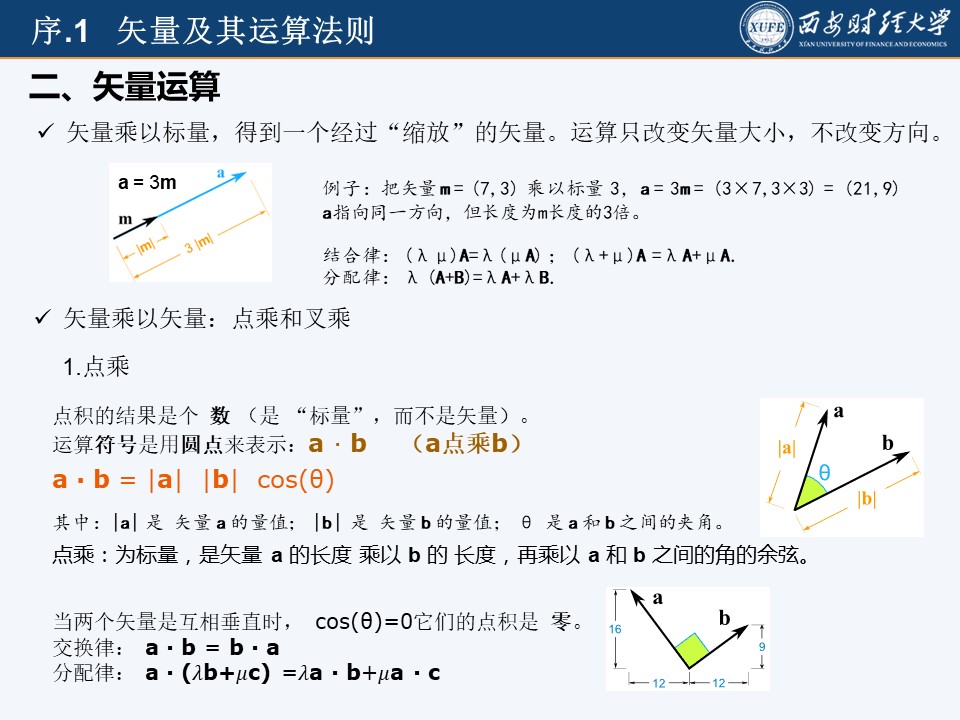 序.1 矢量及其运算法则
XUFE
西安财经大学
XI'AN UNIVERSITY OF FINANCE AND ECONOMICS
二、矢量运算
✓ 矢量乘以标量，得到一个经过“缩放”的矢量。运算只改变矢量大小，不改变方向。
a = 3m
a
m
|m|
3 |m|
例子：把矢量 m = (7,3) 乘以标量 3， a = 3m = (3×7,3×3) = (21,9)
a指向同一方向，但长度为m长度的3倍。
结合律：(λμ)A=λ(μA)；(λ+μ)A =λA+μA.
分配律： λ(A+B)=λA+λB.
✓ 矢量乘以矢量：点乘和叉乘
1.点乘
点积的结果是个 数 （是 “标量”，而不是矢量）。
运算符号是用圆点来表示：a · b （a点乘b）
a · b = |a| |b| cos(θ)
其中：|a| 是 矢量 a 的量值； |b| 是 矢量 b 的量值； θ 是 a 和 b 之间的夹角。
点乘：为标量，是矢量 a 的长度 乘以 b 的 长度，再乘以 a 和 b 之间的角的余弦。
a
|a|
b
θ
|b|
当两个矢量是互相垂直时， cos(θ)=0它们的点积是 零。
交换律： a · b = b · a
分配律： a · (λb+μc) =λa · b+μa · c
a
b
16
9
12
12